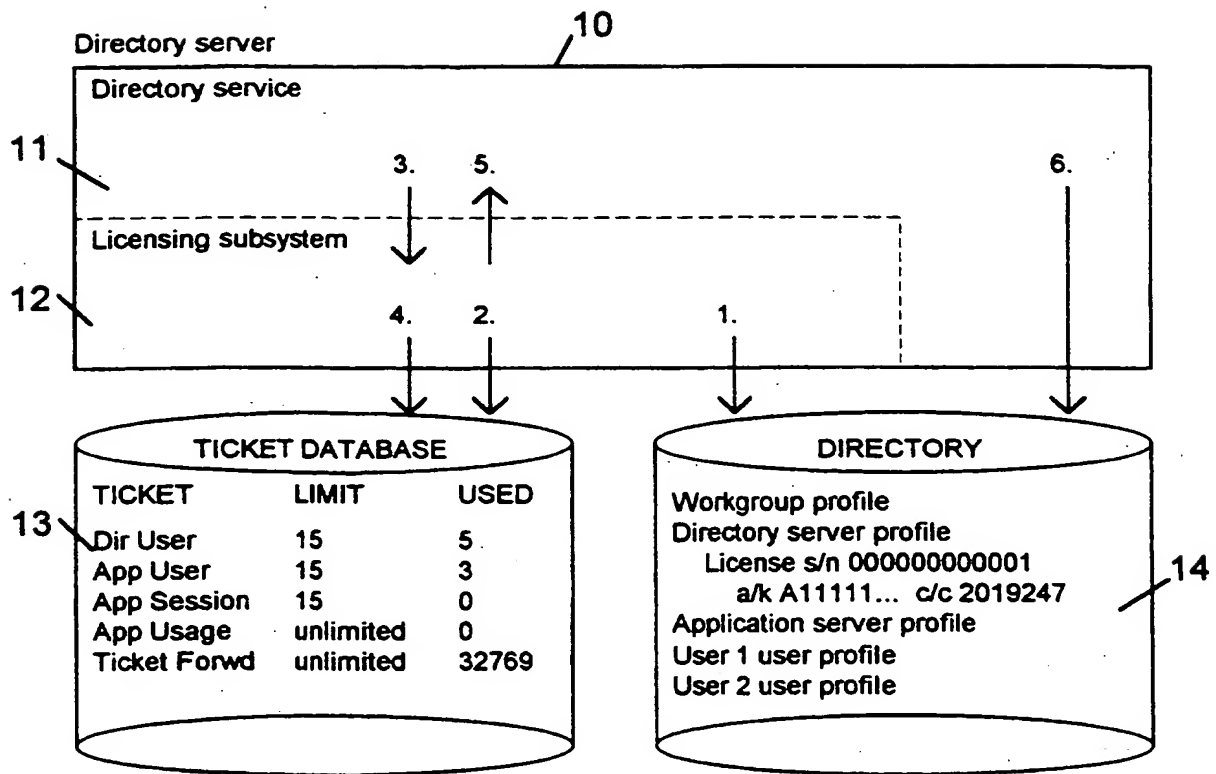 10
Directory server
Directory service
11
3. 5. 6.
Licensing subsystem
12
4. 2. 1.
TICKET DATABASE
TICKET LIMIT USED
13
Dir User 15 5
App User 15 3
App Session 15 0
App Usage unlimited 0
Ticket Forwd unlimited 32769
DIRECTORY
Workgroup profile
Directory server profile
License s/n 000000000001
a/k A11111... c/c 2019247
14
Application server profile
User 1 user profile
User 2 user profile